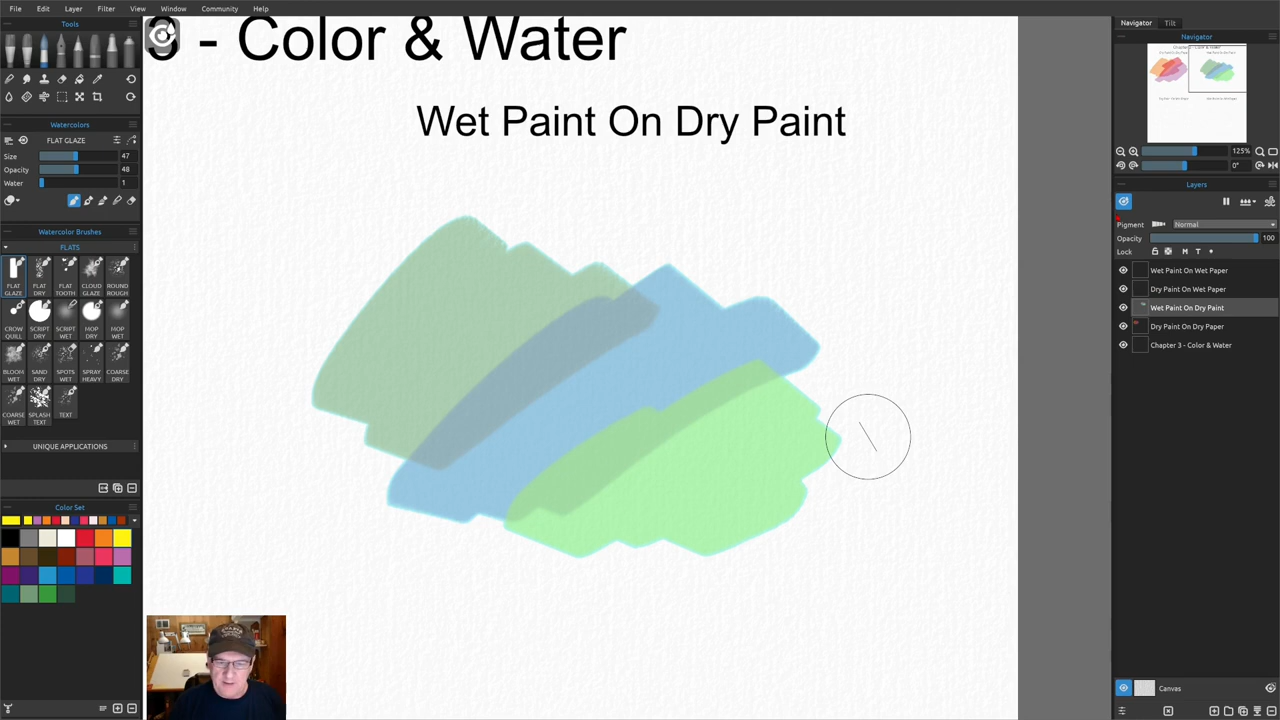 File Edit Layer Filter View Window Community Help
Tools
Watercolors
FLAT GLAZE
Size 47
Opacity 48
Water 1
Watercolor Brushes
FLATS
FLAT GLAZE
FLAT DRY
FLAT TOOTH
CLOUD GLAZE
ROUND ROUGH
CROW QUILL
SCRIPT DRY
SCRIPT WET
MOP DRY
MOP WET
BLOOM WET
SAND DRY
SPOTS WET
SPRAY HEAVY
COARSE DRY
COARSE WET
SPLASH TEXT
TEXT
UNIQUE APPLICATIONS
Color Set
3 - Color & Water
Wet Paint On Dry Paint
Navigator Tilt
Navigator
125%
0°
Layers
Pigment Normal
Opacity 100
Lock M T
Wet Paint On Wet Paper
Dry Paint On Wet Paper
Wet Paint On Dry Paint
Dry Paint On Dry Paper
Chapter 3 - Color & Water
Canvas